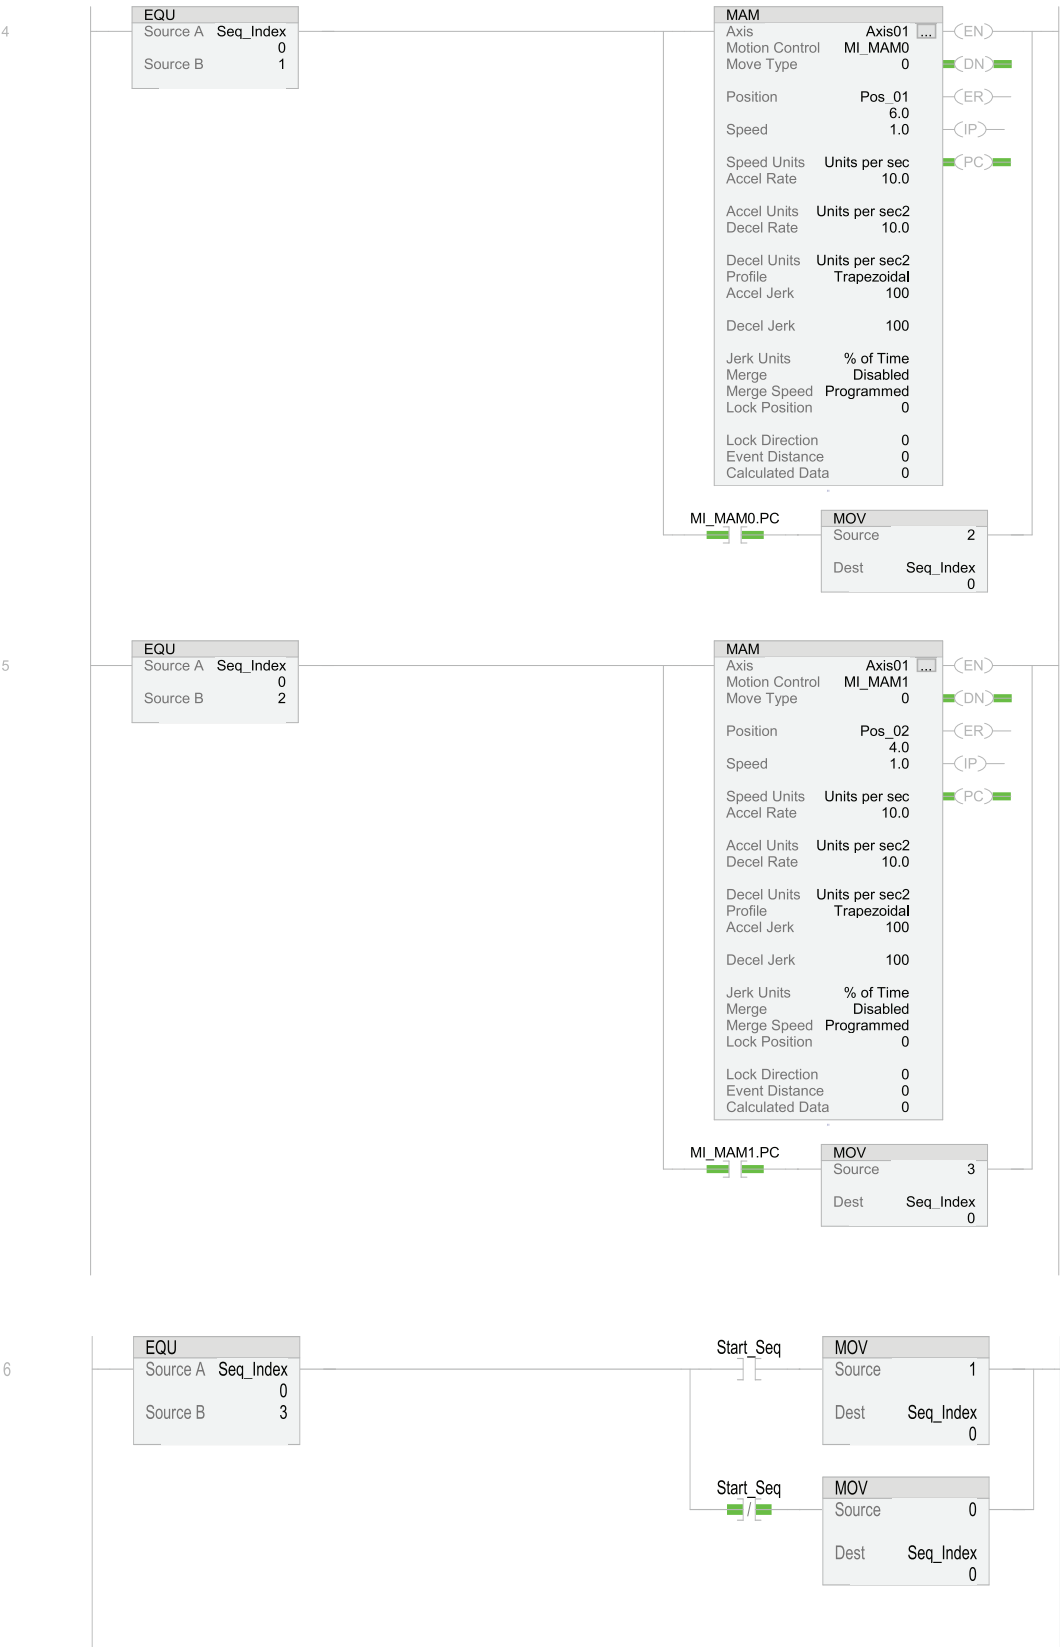 4
EQU
Source A Seq_Index
0
Source B 1
MAM
Axis Axis01 ... (EN)
Motion Control MI_MAM0
Move Type 0 (DN)
Position Pos_01 (ER)
6.0
Speed 1.0 (IP)
Speed Units Units per sec (PC)
Accel Rate 10.0
Accel Units Units per sec2
Decel Rate 10.0
Decel Units Units per sec2
Profile Trapezoidal
Accel Jerk 100
Decel Jerk 100
Jerk Units % of Time
Merge Disabled
Merge Speed Programmed
Lock Position 0
Lock Direction 0
Event Distance 0
Calculated Data 0
MI_MAM0.PC
MOV
Source 2
Dest Seq_Index
0
5
EQU
Source A Seq_Index
0
Source B 2
MAM
Axis Axis01 ... (EN)
Motion Control MI_MAM1
Move Type 0 (DN)
Position Pos_02 (ER)
4.0
Speed 1.0 (IP)
Speed Units Units per sec (PC)
Accel Rate 10.0
Accel Units Units per sec2
Decel Rate 10.0
Decel Units Units per sec2
Profile Trapezoidal
Accel Jerk 100
Decel Jerk 100
Jerk Units % of Time
Merge Disabled
Merge Speed Programmed
Lock Position 0
Lock Direction 0
Event Distance 0
Calculated Data 0
MI_MAM1.PC
MOV
Source 3
Dest Seq_Index
0
6
EQU
Source A Seq_Index
0
Source B 3
Start_Seq
MOV
Source 1
Dest Seq_Index
0
Start_Seq
/
MOV
Source 0
Dest Seq_Index
0